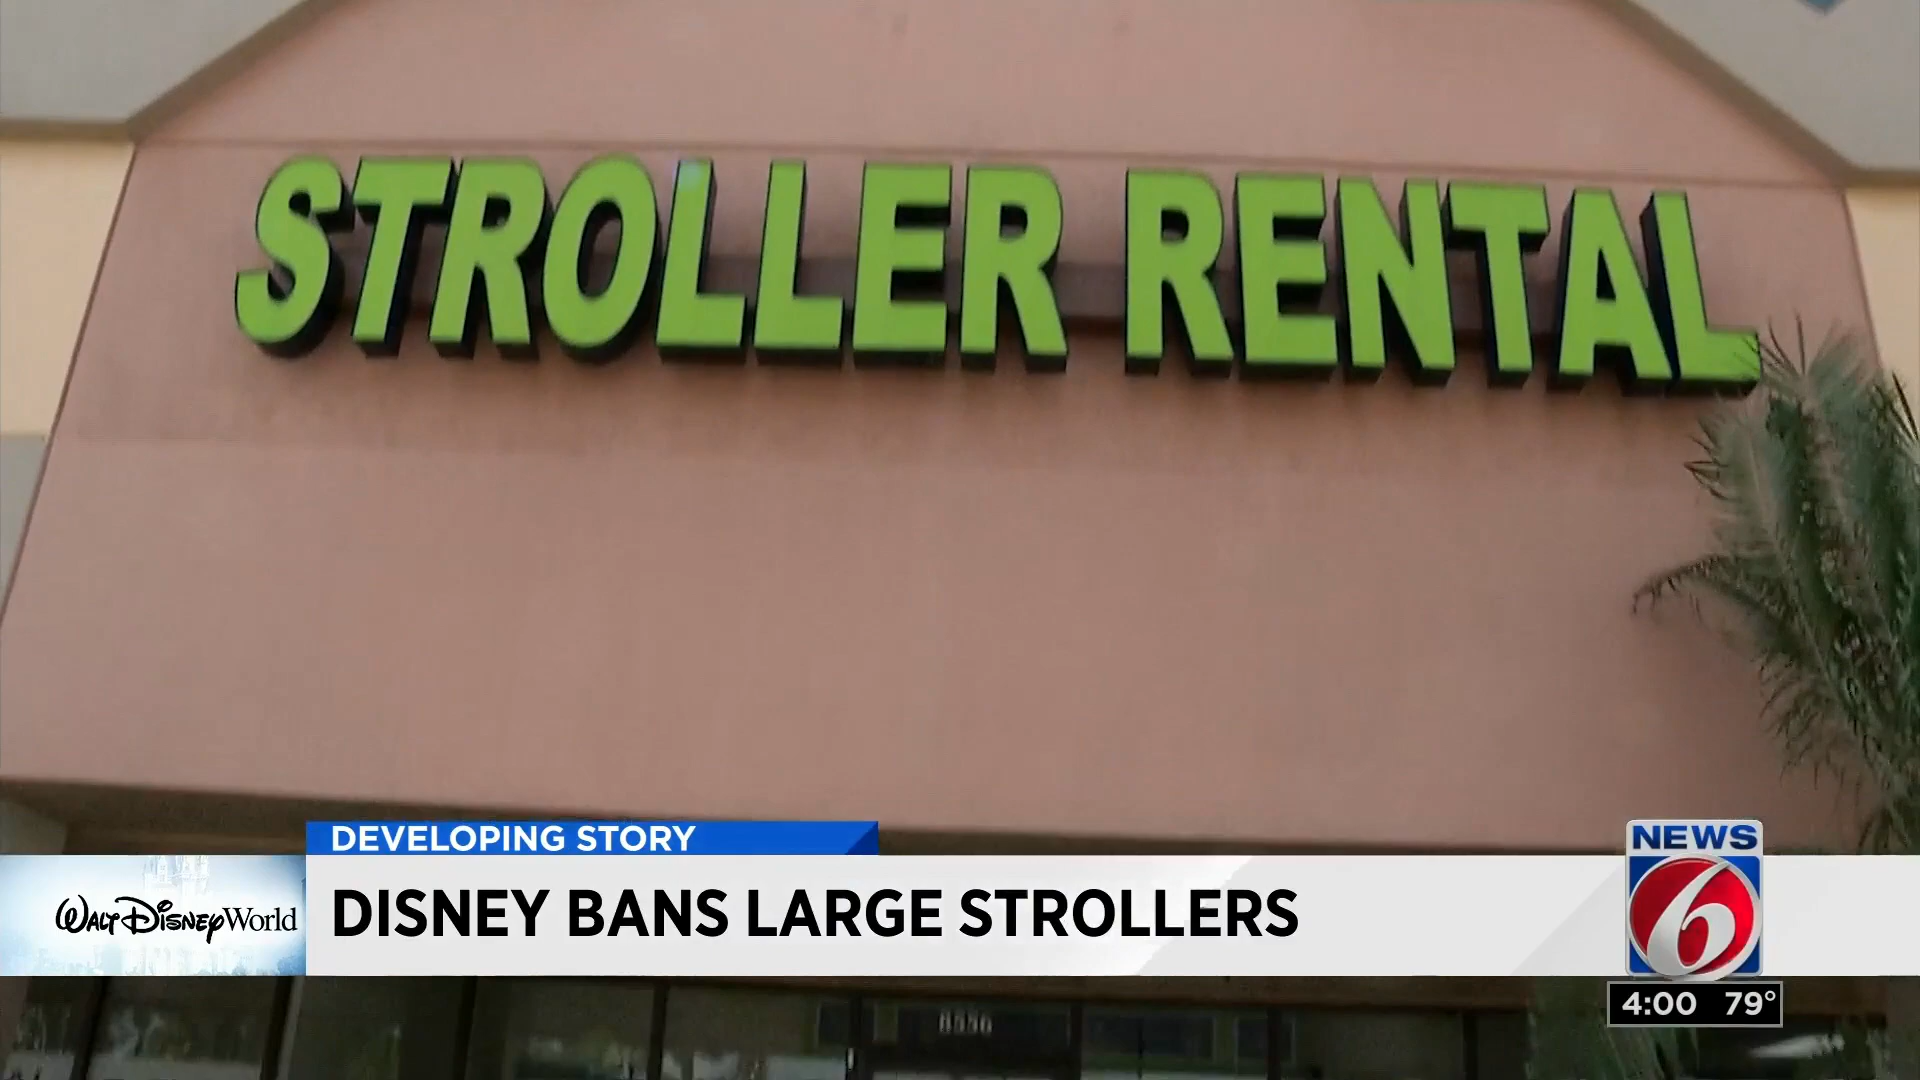 STROLLER RENTAL
DEVELOPING STORY
WALT DISNEY World
DISNEY BANS LARGE STROLLERS
NEWS
6
4:00 79°